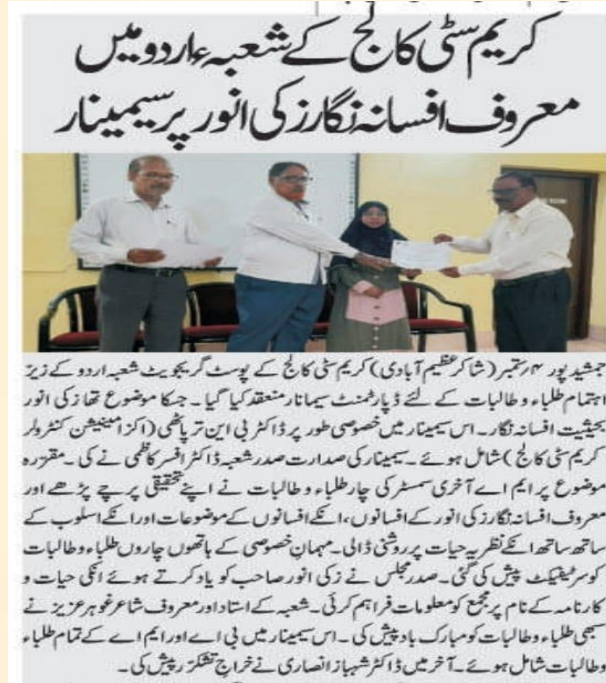 کریم سٹی کالج کے شعبہء اردو میں
معروف افسانہ نگار زکی انور پر سیمینار
جمشید پور ۴؍ستمبر (شاکر عظیم آبادی) کریم سٹی کالج کے پوسٹ گریجویٹ شعبہ اردو کے زیرِ
اہتمام طلباء و طالبات کے لئے ڈپارٹمنٹ سیمانار منعقد کیا گیا۔ جسکا موضوع تھا زکی انور
بحیثیت افسانہ نگار۔ اس سیمینار میں خصوصی طور پر ڈاکٹر بی این ترپاٹھی (اکزامینیشن کنٹرولر
کریم سٹی کالج) شامل ہوئے۔ سیمینار کی صدارت صدر شعبہ ڈاکٹر افسر کاظمی نے کی۔ مقررہ
موضوع پر ایم اے آخری سمسٹر کی چار طلباء و طالبات نے اپنے تحقیقی پرچے پڑھے اور
معروف افسانہ نگار زکی انور کے افسانوں، انکے افسانوں کے موضوعات اور انکے اسلوب کے
ساتھ ساتھ انکے نظریہ حیات پر روشنی ڈالی۔ مہمانِ خصوصی کے ہاتھوں چاروں طلباء و طالبات
کو سرٹیفیکٹ پیش کی گئی۔ صدر مجلس نے زکی انور صاحب کو یاد کرتے ہوئے انکی حیات و
کارنامہ کے نام پر مجمع کو معلومات فراہم کرائی۔ شعبہ کے استاد اور معروف شاعر گوہر عزیز نے
سبھی طلباء و طالبات کو مبارک باد پیش کی۔ اس سیمینار میں بی اے اور ایم اے کے تمام طلباء
و طالبات شامل ہوئے۔ آخر میں ڈاکٹر شہباز انصاری نے خراجِ تشکر پیش کی۔